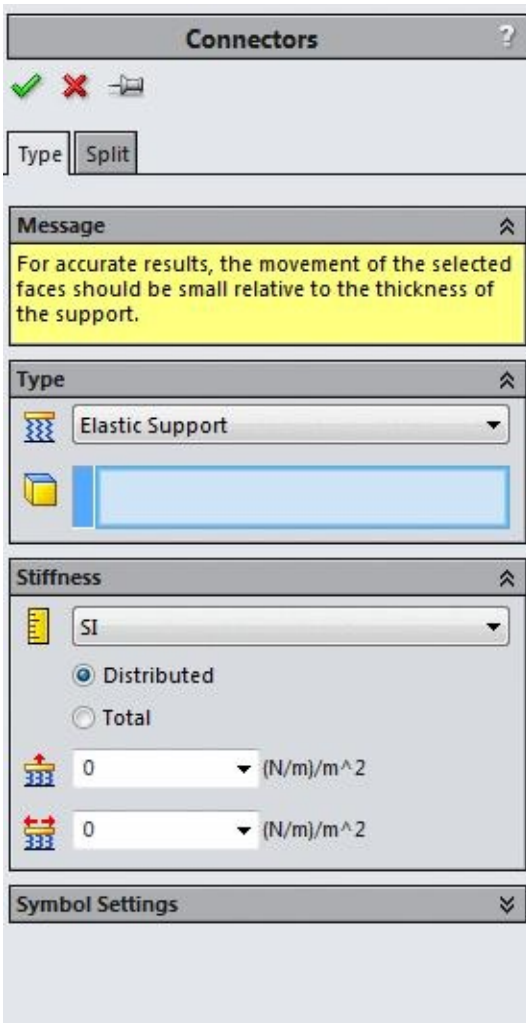 Connectors ?
Type Split
Message
For accurate results, the movement of the selected
faces should be small relative to the thickness of
the support.
Type
Elastic Support
Stiffness
SI
Distributed
Total
0 (N/m)/m^2
0 (N/m)/m^2
Symbol Settings